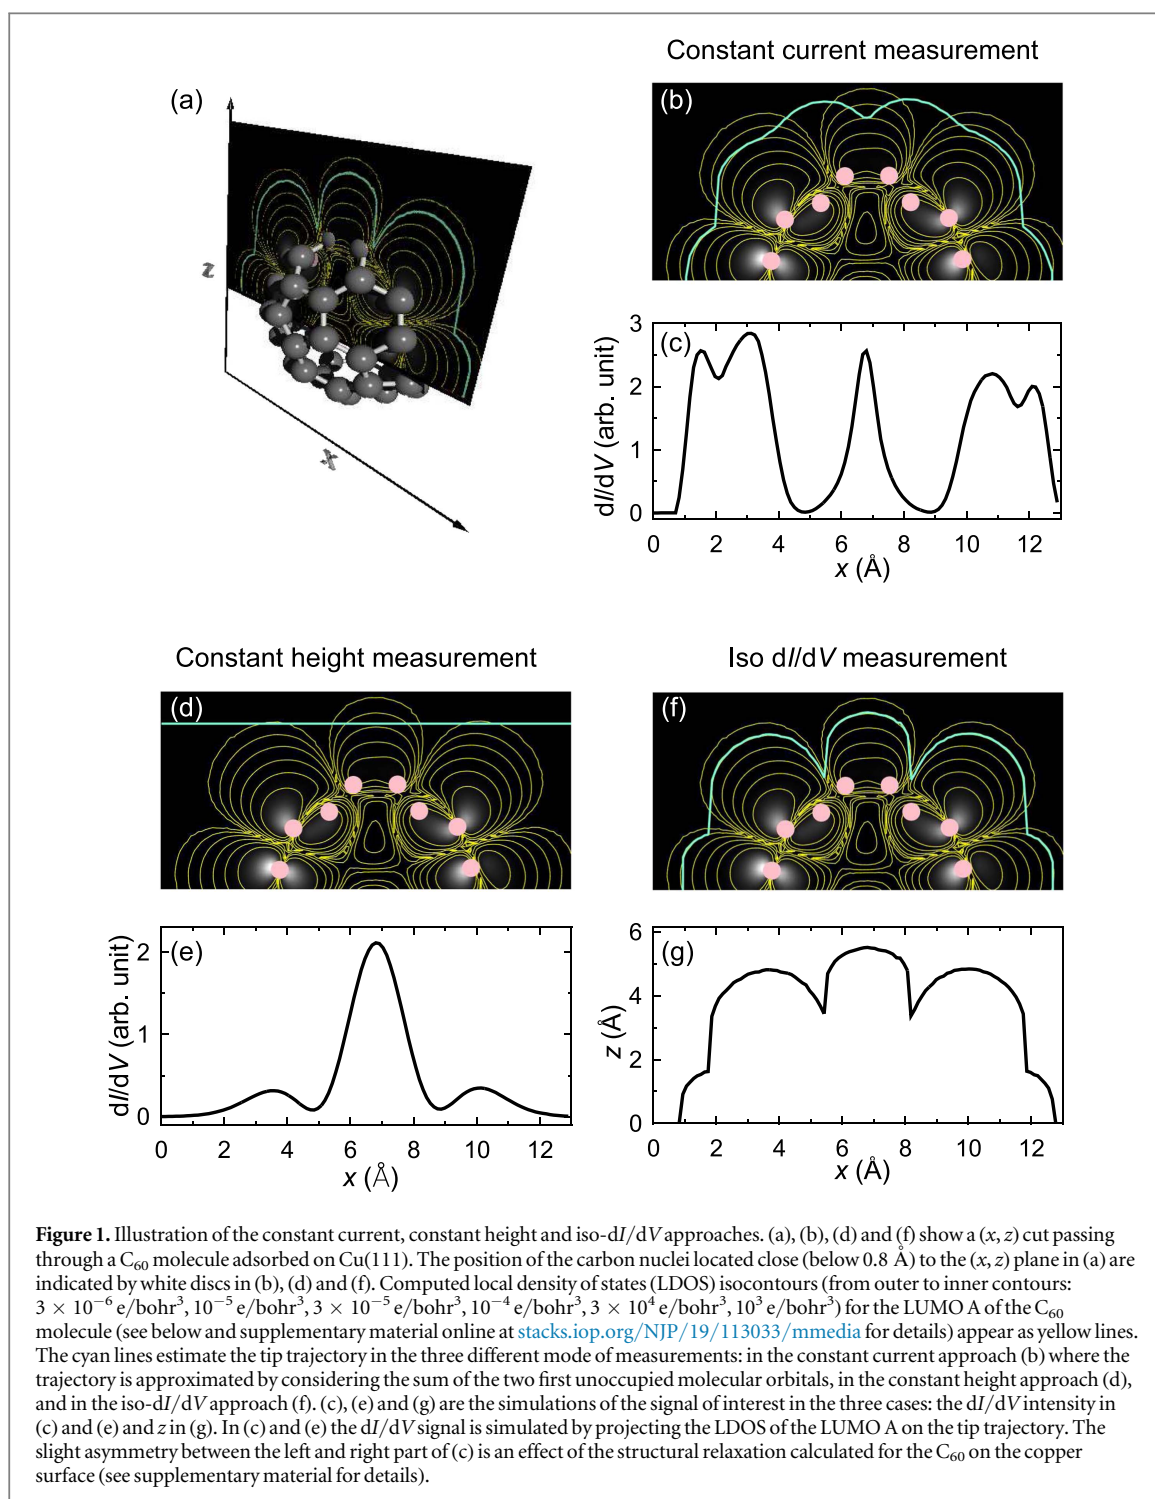 Constant current measurement
(a)
(b)
z
x
(c)
dI/dV (arb. unit)
3
2
1
0
0 2 4 6 8 10 12
x (Å)
Constant height measurement
Iso dI/dV measurement
(d)
(f)
(e)
dI/dV (arb. unit)
2
1
0
0 2 4 6 8 10 12
x (Å)
(g)
z (Å)
6
4
2
0
0 2 4 6 8 10 12
x (Å)
Figure 1. Illustration of the constant current, constant height and iso-dI/dV approaches. (a), (b), (d) and (f) show a (x, z) cut passing
through a C₆₀ molecule adsorbed on Cu(111). The position of the carbon nuclei located close (below 0.8 Å) to the (x, z) plane in (a) are
indicated by white discs in (b), (d) and (f). Computed local density of states (LDOS) isocontours (from outer to inner contours:
3 × 10⁻⁶ e/bohr³, 10⁻⁵ e/bohr³, 3 × 10⁻⁵ e/bohr³, 10⁻⁴ e/bohr³, 3 × 10⁴ e/bohr³, 10³ e/bohr³) for the LUMO A of the C₆₀
molecule (see below and supplementary material online at stacks.iop.org/NJP/19/113033/mmedia for details) appear as yellow lines.
The cyan lines estimate the tip trajectory in the three different mode of measurements: in the constant current approach (b) where the
trajectory is approximated by considering the sum of the two first unoccupied molecular orbitals, in the constant height approach (d),
and in the iso-dI/dV approach (f). (c), (e) and (g) are the simulations of the signal of interest in the three cases: the dI/dV intensity in
(c) and (e) and z in (g). In (c) and (e) the dI/dV signal is simulated by projecting the LDOS of the LUMO A on the tip trajectory. The
slight asymmetry between the left and right part of (c) is an effect of the structural relaxation calculated for the C₆₀ on the copper
surface (see supplementary material for details).